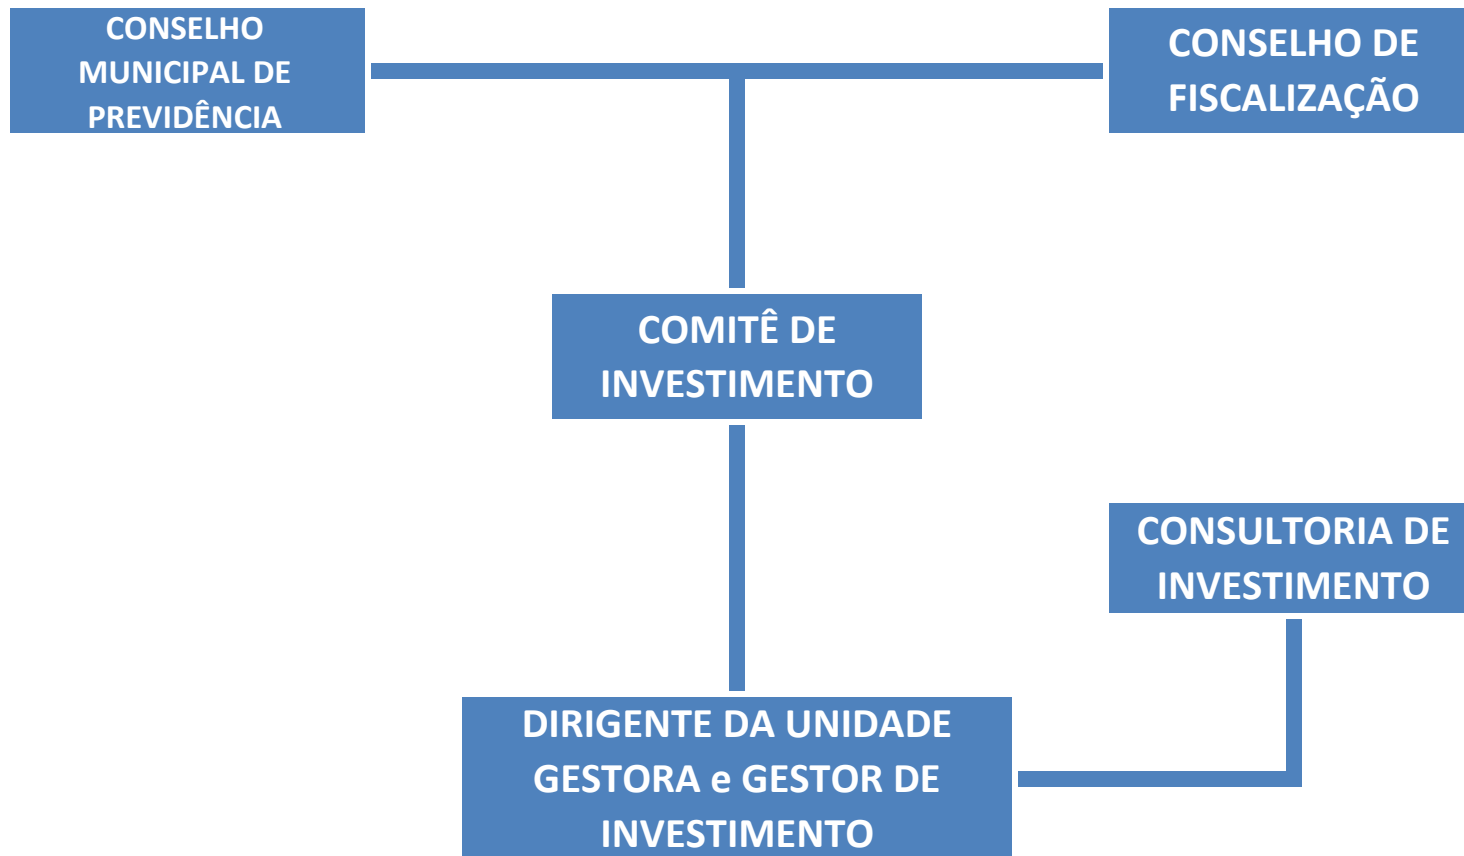 CONSELHO
MUNICIPAL DE
PREVIDÊNCIA
CONSELHO DE
FISCALIZAÇÃO
COMITÊ DE
INVESTIMENTO
CONSULTORIA DE
INVESTIMENTO
DIRIGENTE DA UNIDADE
GESTORA e GESTOR DE
INVESTIMENTO